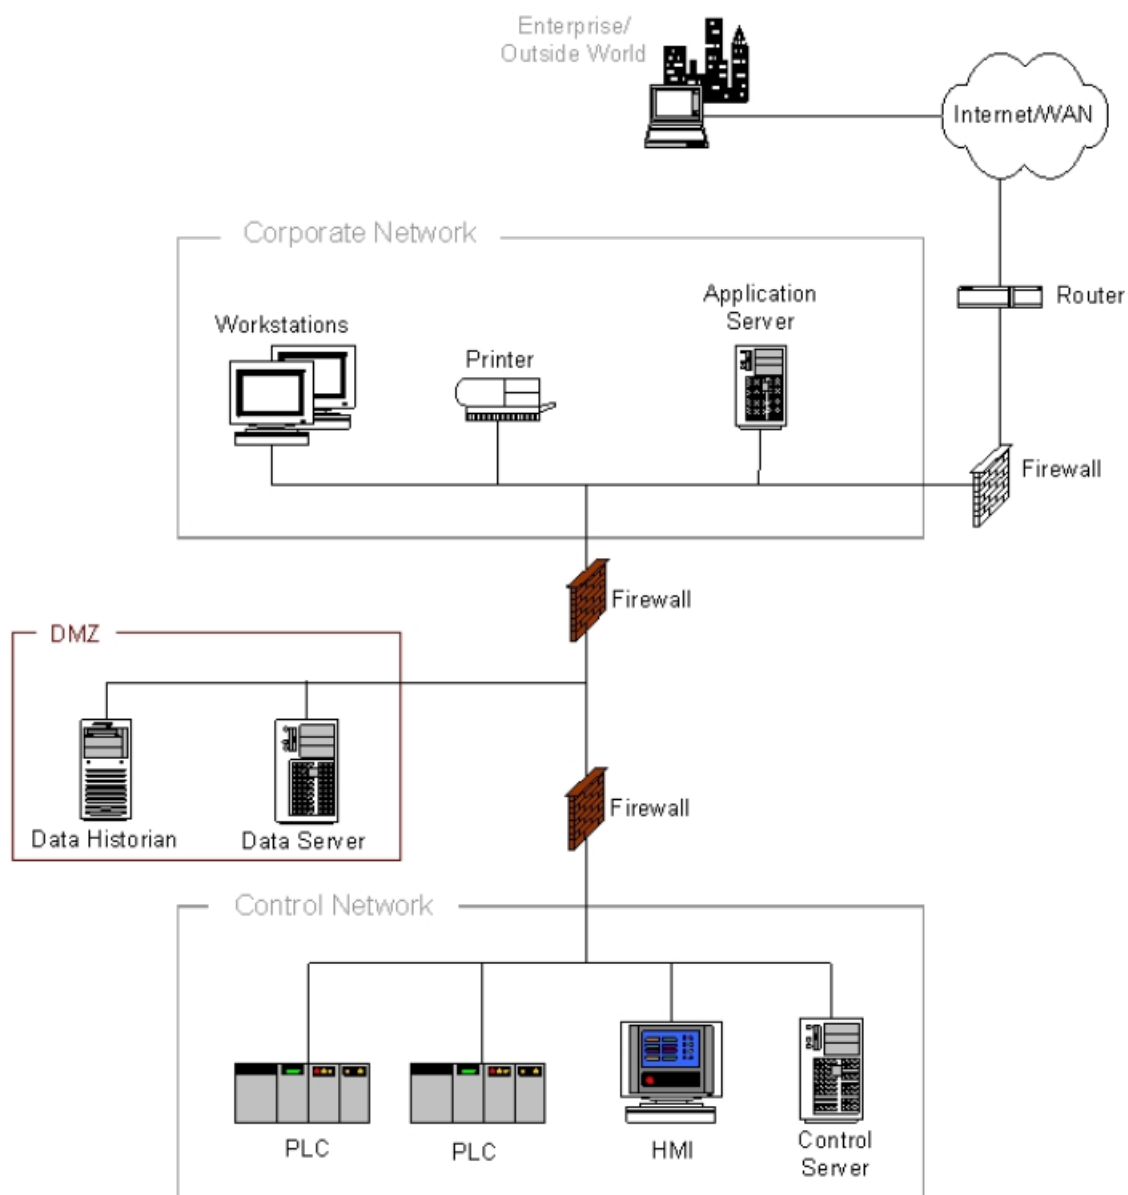 Enterprise/
Outside World
Internet/WAN
Corporate Network
Application
Server
Router
Workstations
Printer
Firewall
Firewall
DMZ
Firewall
Data Historian
Data Server
Control Network
PLC
PLC
HMI
Control
Server